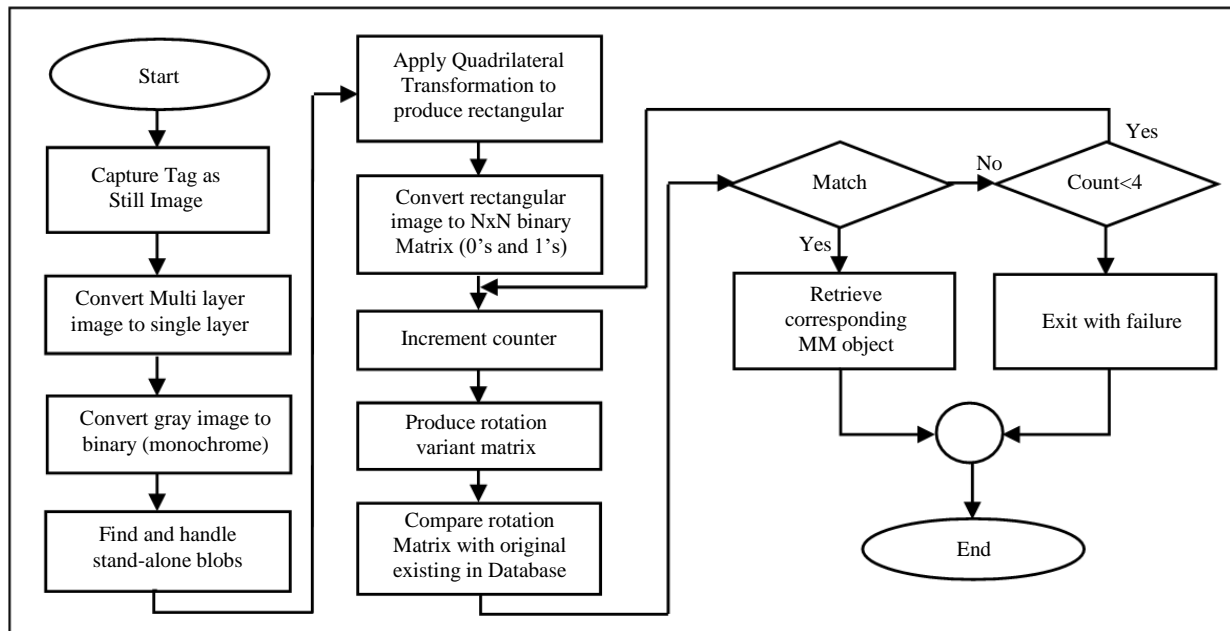 Start
Capture Tag as
Still Image
Convert Multi layer
image to single layer
Convert gray image to
binary (monochrome)
Find and handle
stand-alone blobs
Apply Quadrilateral
Transformation to
produce rectangular
Convert rectangular
image to NxN binary
Matrix (0’s and 1’s)
Increment counter
Produce rotation
variant matrix
Compare rotation
Matrix with original
existing in Database
Match
No
Count<4
Yes
Yes
Retrieve
corresponding
MM object
Exit with failure
End